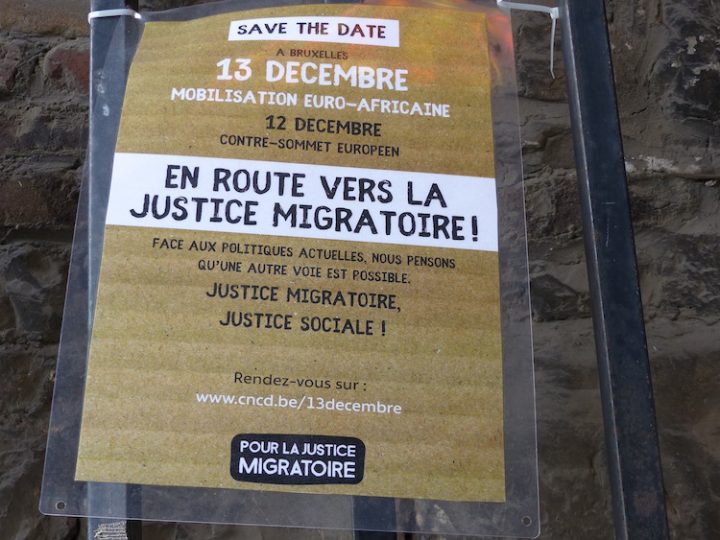 SAVE THE DATE
A BRUXELLES
13 DECEMBRE
MOBILISATION EURO-AFRICAINE
12 DECEMBRE
CONTRE-SOMMET EUROPEEN
EN ROUTE VERS LA
JUSTICE MIGRATOIRE!
FACE AUX POLITIQUES ACTUELLES, NOUS PENSONS
QU'UNE AUTRE VOIE EST POSSIBLE.
JUSTICE MIGRATOIRE,
JUSTICE SOCIALE !
Rendez-vous sur :
www.cncd.be/13decembre
POUR LA JUSTICE
MIGRATOIRE